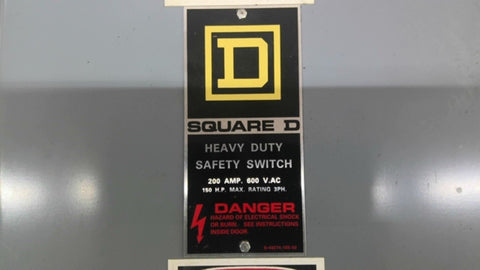 D
SQUARE D
HEAVY DUTY
SAFETY SWITCH
200 AMP. 600 V.AC
150 H.P. MAX. RATING 3PH.
DANGER
HAZARD OF ELECTRICAL SHOCK
OR BURN. SEE INSTRUCTIONS
INSIDE DOOR.